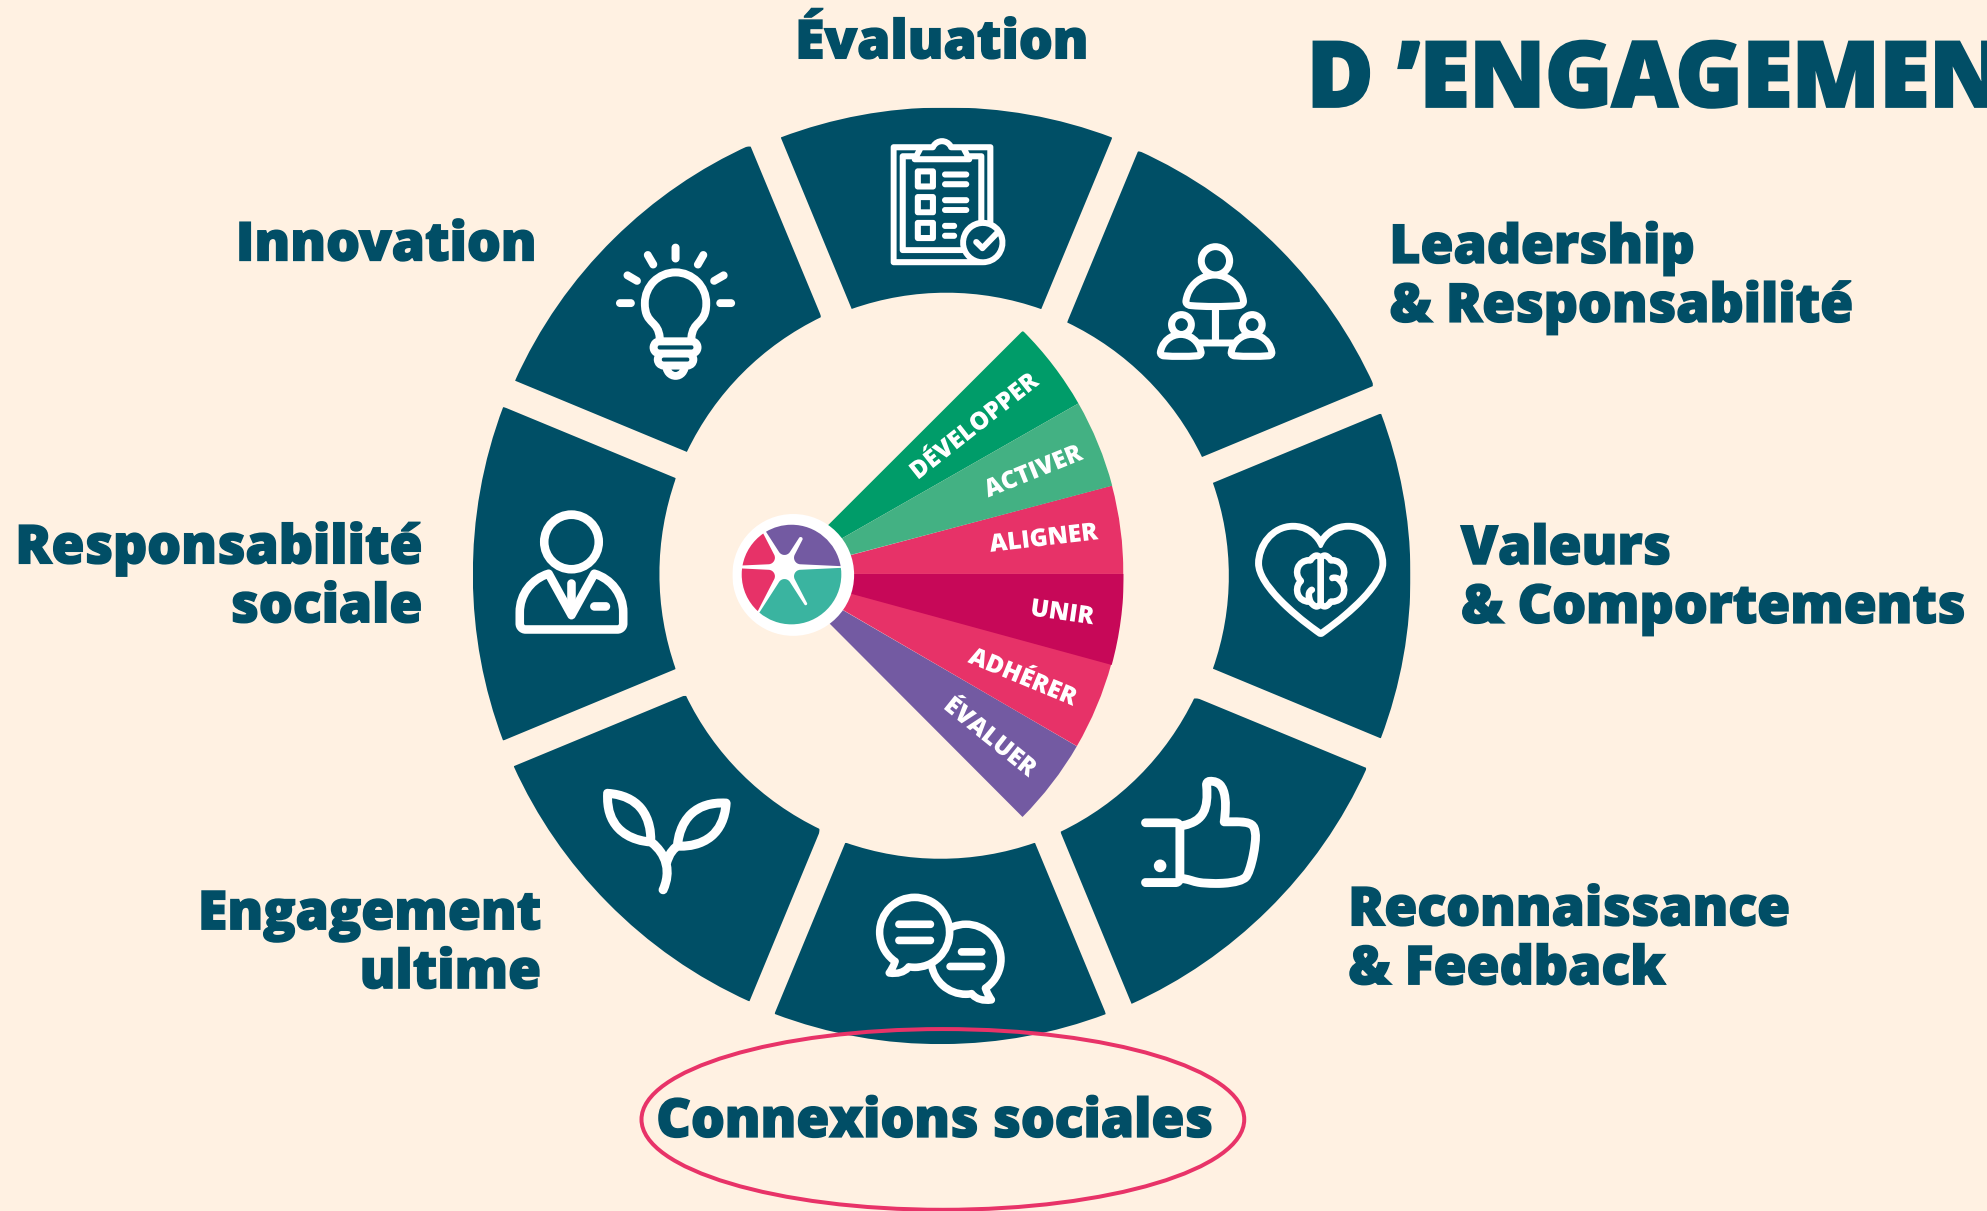 Évaluation
D ’ENGAGEMEN
Innovation
Leadership
& Responsabilité
DÉVELOPPER
ACTIVER
ALIGNER
UNIR
ADHÉRER
ÉVALUER
Responsabilité
sociale
Valeurs
& Comportements
Engagement
ultime
Reconnaissance
& Feedback
Connexions sociales